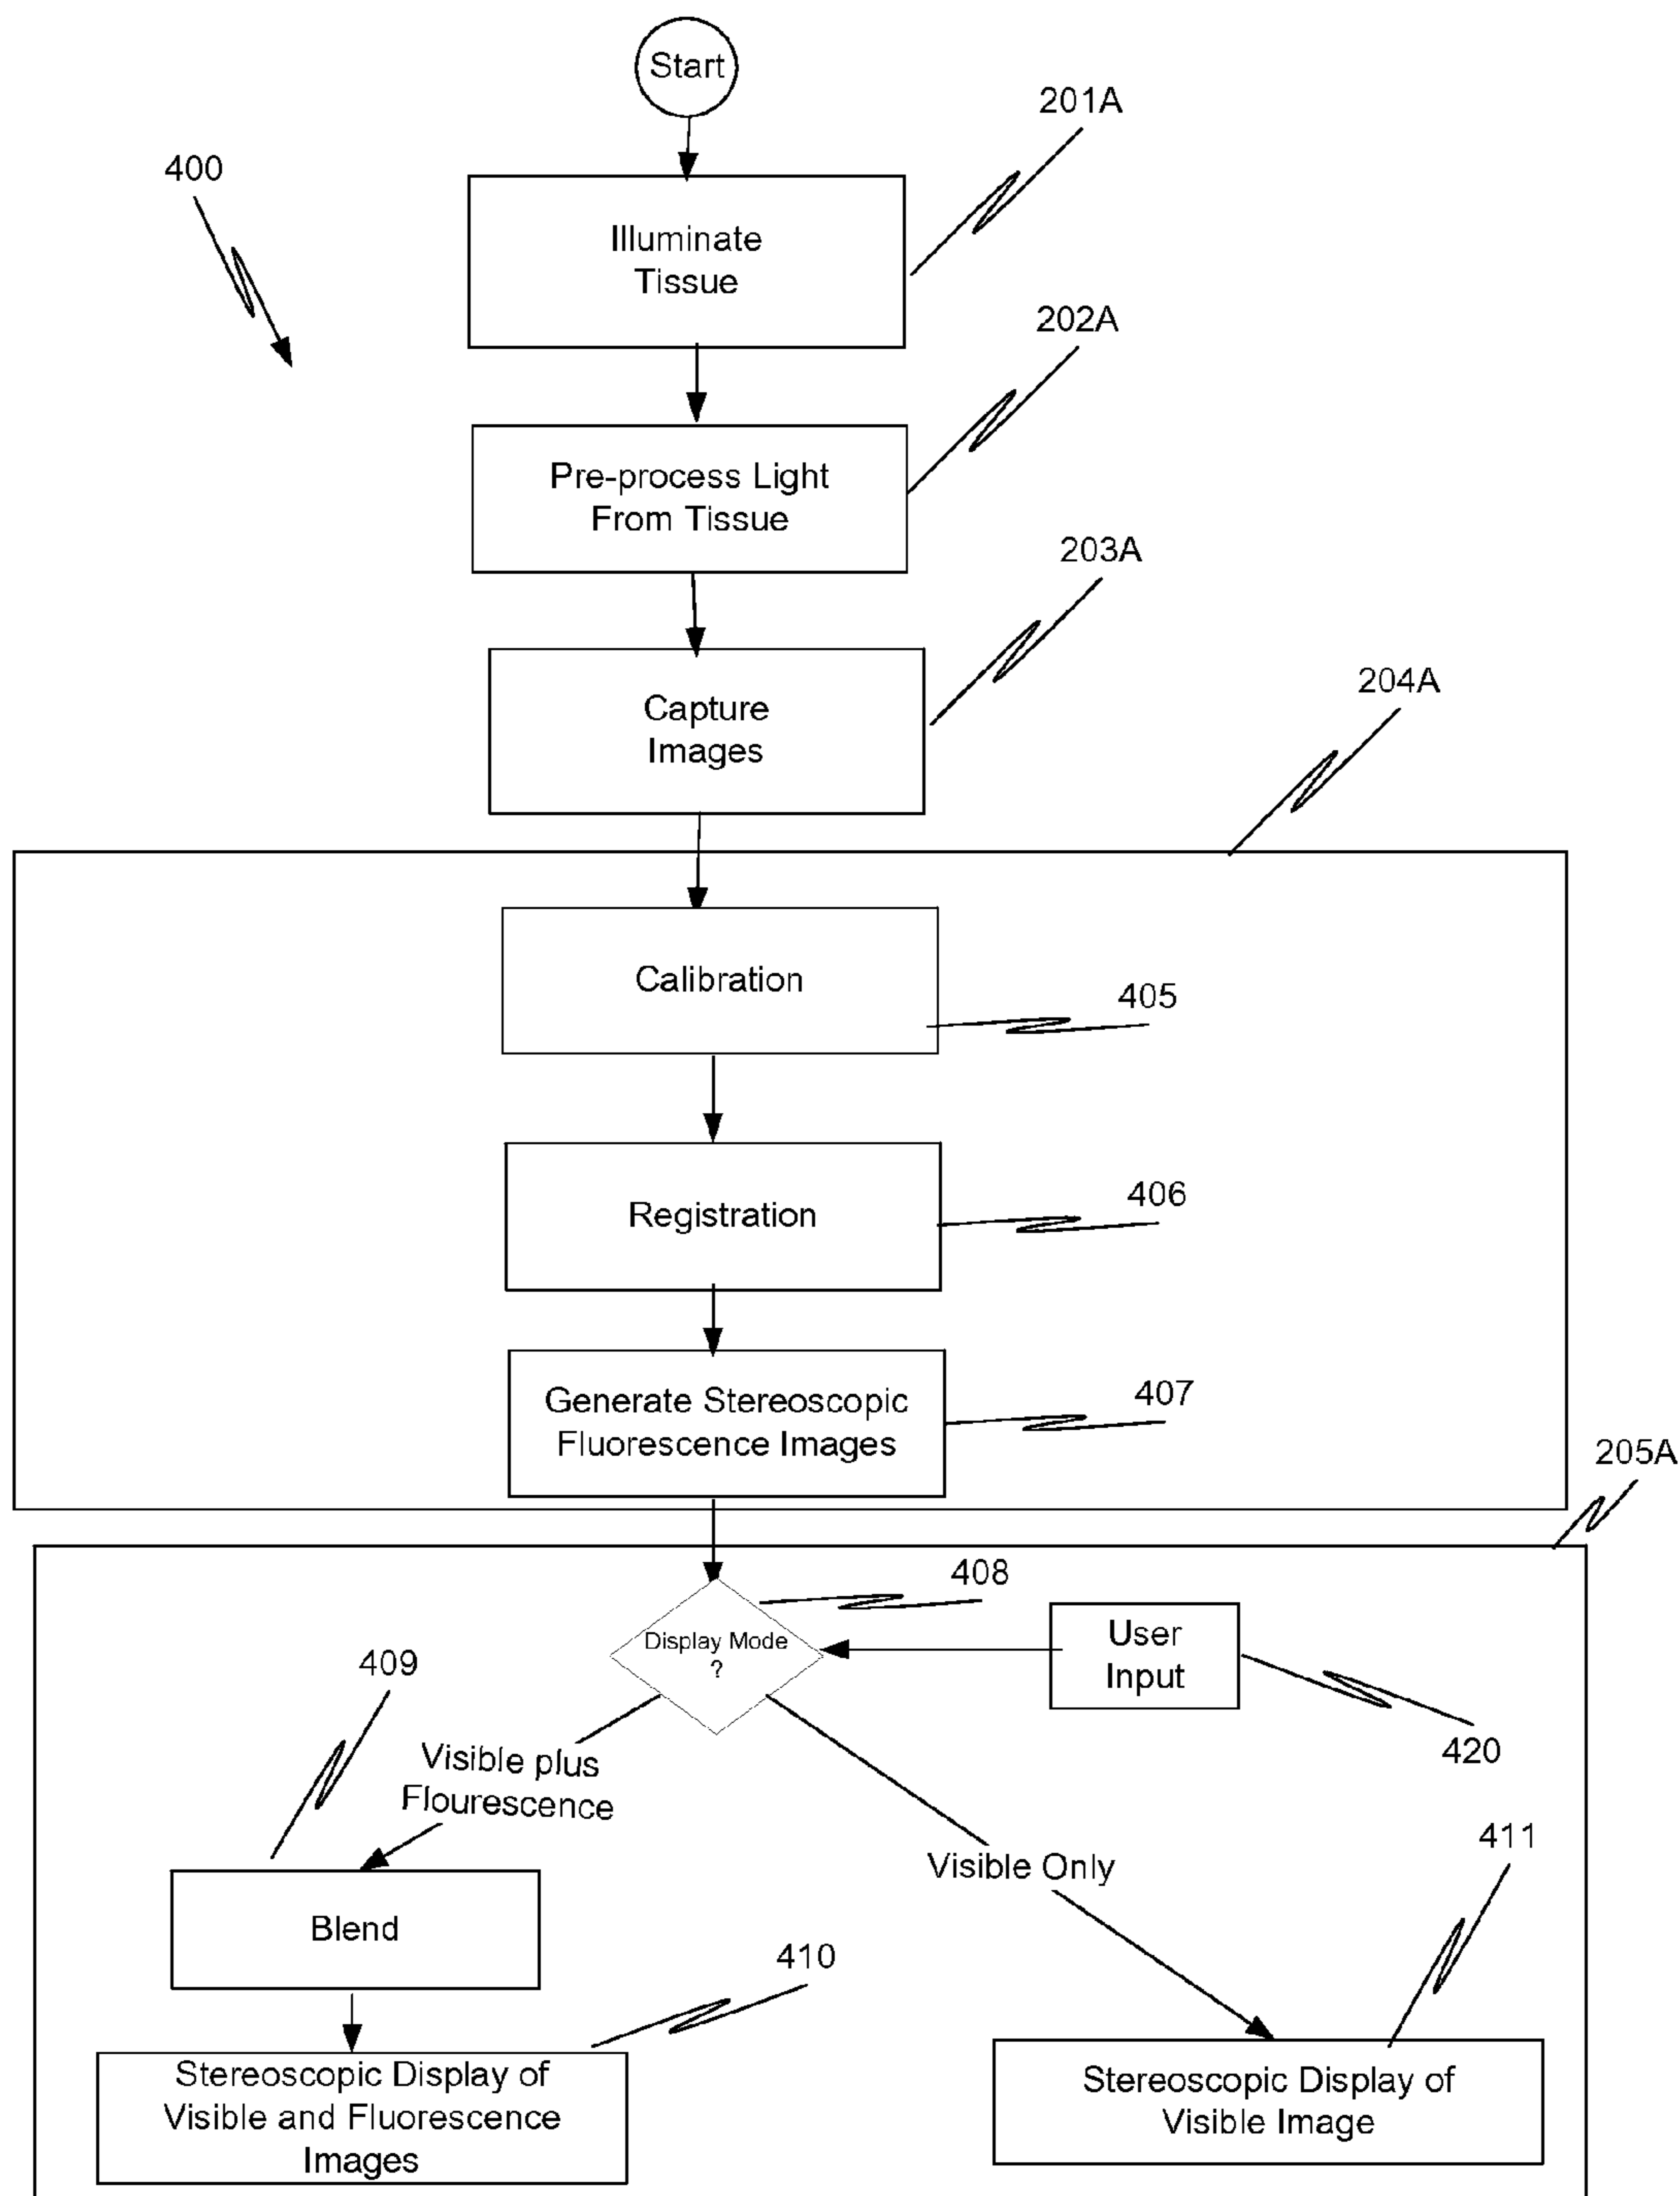 Start
201A
400
Illuminate
Tissue
202A
Pre-process Light
From Tissue
203A
Capture
Images
204A
Calibration
405
Registration
406
Generate Stereoscopic
Fluorescence Images
407
205A
Display Mode
?
408
User
Input
420
409
Visible plus
Flourescence
Visible Only
411
Blend
410
Stereoscopic Display of
Visible and Fluorescence
Images
Stereoscopic Display of
Visible Image